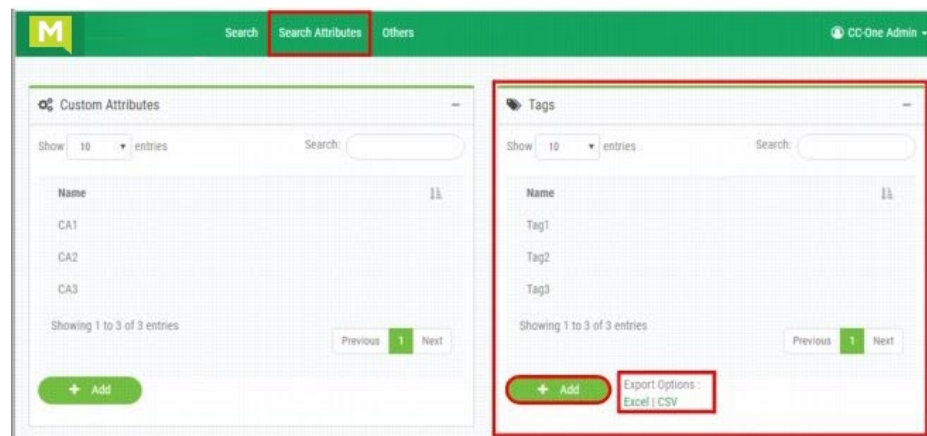 M
Search Search Attributes Others CC-One Admin
Custom Attributes
Show 10 entries Search:
Name
CA1
CA2
CA3
Showing 1 to 3 of 3 entries
Previous 1 Next
+ Add
Tags
Show 10 entries Search:
Name
Tag1
Tag2
Tag3
Showing 1 to 3 of 3 entries
Previous 1 Next
+ Add
Export Options :
Excel | CSV